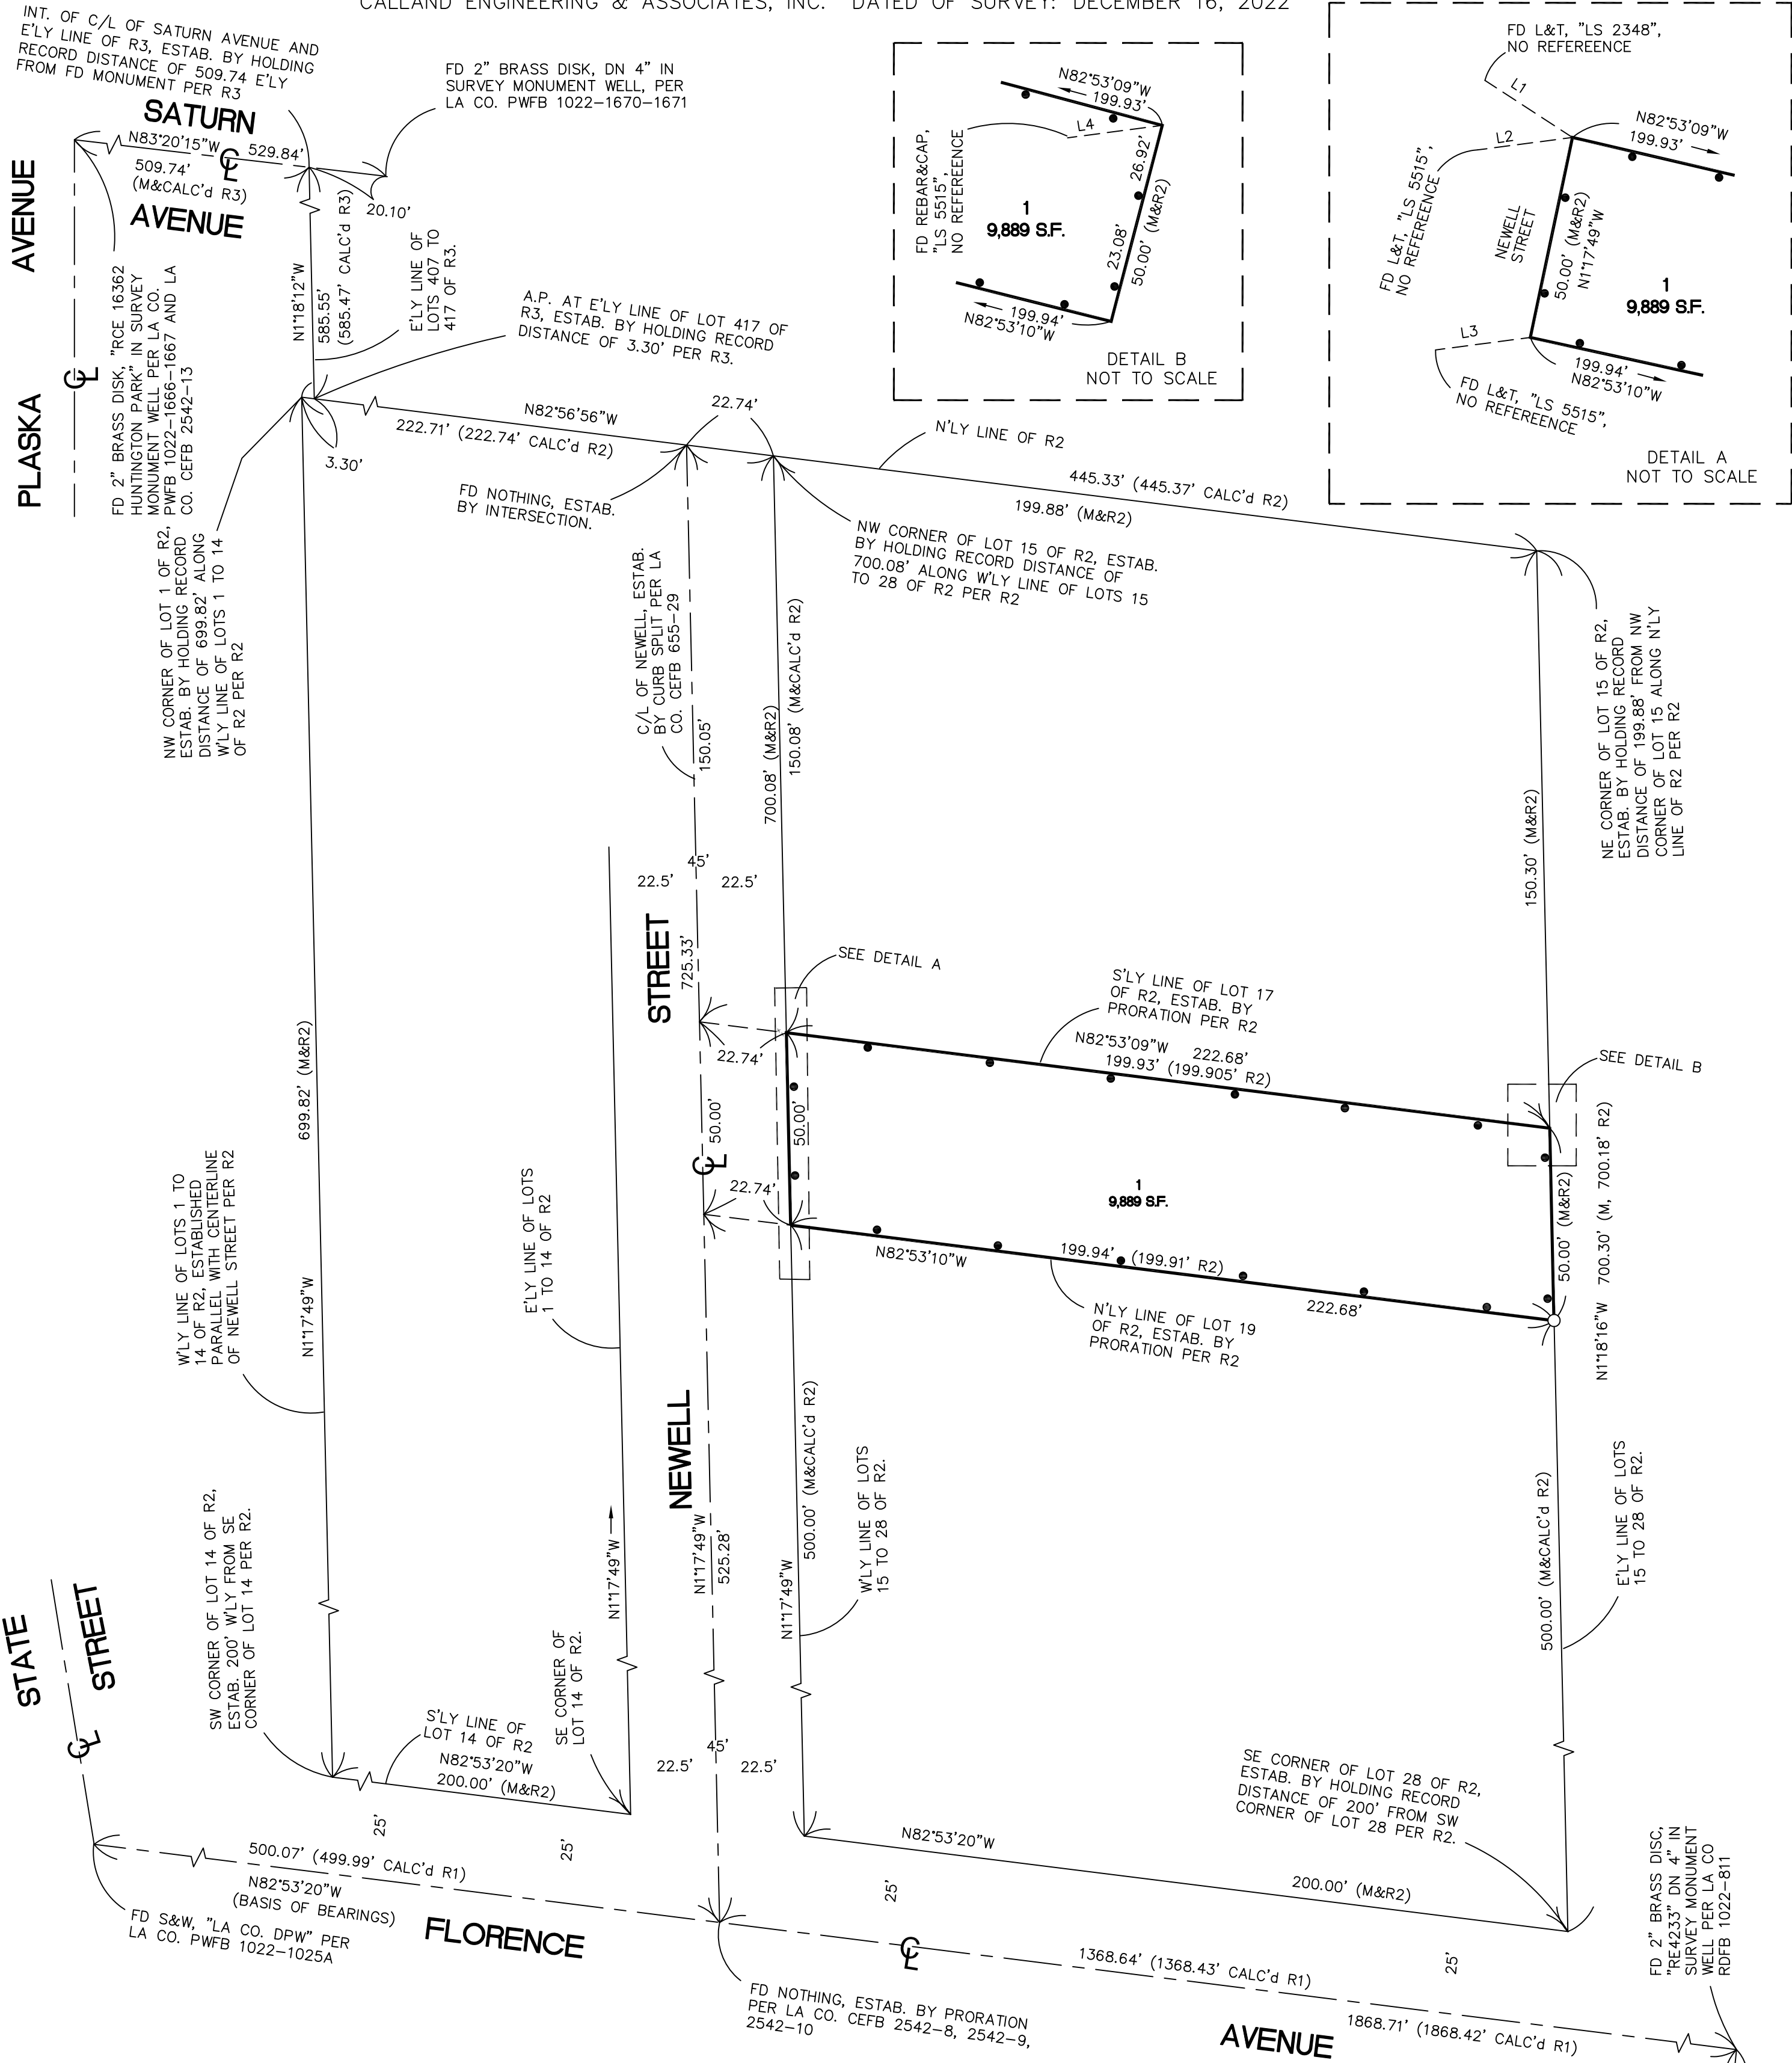 CALLAND ENGINEERING & ASSOCIATES, INC. DATED OF SURVEY: DECEMBER 16, 2022
INT. OF C/L OF SATURN AVENUE AND
E'LY LINE OF R3, ESTAB. BY HOLDING
RECORD DISTANCE OF 509.74 E'LY
FROM FD MONUMENT PER R3
SATURN
AVENUE
N83°20'15"W
529.84'
509.74'
(M&CALC'd R3)
20.10'
FD 2" BRASS DISK, DN 4" IN
SURVEY MONUMENT WELL, PER
LA CO. PWFB 1022-1670-1671
PLASKA AVENUE
CL
FD 2" BRASS DISK, "RCE 16362
HUNTINGTON PARK" IN SURVEY
MONUMENT WELL PER LA CO.
PWFB 1022-1666-1667 AND LA
CO. CEFB 2542-13
N1°18'12"W
585.55'
(585.47' CALC'd R3)
E'LY LINE OF
LOTS 407 TO
417 OF R3.
A.P. AT E'LY LINE OF LOT 417 OF
R3, ESTAB. BY HOLDING RECORD
DISTANCE OF 3.30' PER R3.
3.30'
N82°56'56"W
222.71' (222.74' CALC'd R2)
22.74'
N'LY LINE OF R2
445.33' (445.37' CALC'd R2)
199.88' (M&R2)
FD NOTHING, ESTAB.
BY INTERSECTION.
NW CORNER OF LOT 15 OF R2, ESTAB.
BY HOLDING RECORD DISTANCE OF
700.08' ALONG W'LY LINE OF LOTS 15
TO 28 OF R2 PER R2
NW CORNER OF LOT 1 OF R2,
ESTAB. BY HOLDING RECORD
DISTANCE OF 699.82' ALONG
W'LY LINE OF LOTS 1 TO 14
OF R2 PER R2
C/L OF NEWELL, ESTAB.
BY CURB SPLIT PER LA
CO. CEFB 655-29
NE CORNER OF LOT 15 OF R2,
ESTAB. BY HOLDING RECORD
DISTANCE OF 199.88' FROM NW
CORNER OF LOT 15 ALONG N'LY
LINE OF R2 PER R2
N82°53'09"W
199.93'
L4
FD REBAR&CAP,
"LS 5515",
NO REFERENCE
26.92'
23.08'
50.00' (M&R2)
1
9,889 S.F.
199.94'
N82°53'10"W
DETAIL B
NOT TO SCALE
FD L&T, "LS 2348",
NO REFEREENCE
L1
L2
N82°53'09"W
199.93'
FD L&T, "LS 5515",
NO REFEREENCE
NEWELL
STREET
50.00' (M&R2)
N1°17'49"W
1
9,889 S.F.
L3
199.94'
N82°53'10"W
FD L&T, "LS 5515",
NO REFEREENCE
DETAIL A
NOT TO SCALE
150.05'
700.08' (M&R2)
150.08' (M&CALC'd R2)
150.30' (M&R2)
45'
22.5'
22.5'
STREET
725.33'
SEE DETAIL A
S'LY LINE OF LOT 17
OF R2, ESTAB. BY
PRORATION PER R2
N82°53'09"W
222.68'
199.93' (199.905' R2)
SEE DETAIL B
22.74'
50.00'
50.00'
CL
22.74'
1
9,889 S.F.
50.00' (M&R2)
N1°18'16"W 700.30' (M, 700.18' R2)
N82°53'10"W
199.94' (199.91' R2)
222.68'
N'LY LINE OF LOT 19
OF R2, ESTAB. BY
PRORATION PER R2
699.82' (M&R2)
N1°17'49"W
W'LY LINE OF LOTS 1 TO
14 OF R2, ESTABLISHED
PARALLEL WITH CENTERLINE
OF NEWELL STREET PER R2
E'LY LINE OF LOTS
1 TO 14 OF R2
NEWELL
N1°17'49"W
N1°17'49"W
525.28'
N1°17'49"W
500.00' (M&CALC'd R2)
W'LY LINE OF LOTS
15 TO 28 OF R2.
500.00' (M&CALC'd R2)
E'LY LINE OF LOTS
15 TO 28 OF R2.
STATE STREET
CL
SW CORNER OF LOT 14 OF R2,
ESTAB. 200' W'LY FROM SE
CORNER OF LOT 14 PER R2.
S'LY LINE OF
LOT 14 OF R2
N82°53'20"W
200.00' (M&R2)
SE CORNER OF
LOT 14 OF R2.
45'
22.5'
22.5'
25'
25'
N82°53'20"W
200.00' (M&R2)
SE CORNER OF LOT 28 OF R2,
ESTAB. BY HOLDING RECORD
DISTANCE OF 200' FROM SW
CORNER OF LOT 28 PER R2.
25'
25'
500.07' (499.99' CALC'd R1)
N82°53'20"W
(BASIS OF BEARINGS)
FD S&W, "LA CO. DPW" PER
LA CO. PWFB 1022-1025A
FLORENCE
CL
1368.64' (1368.43' CALC'd R1)
1868.71' (1868.42' CALC'd R1)
AVENUE
FD NOTHING, ESTAB. BY PRORATION
PER LA CO. CEFB 2542-8, 2542-9,
2542-10
FD 2" BRASS DISC,
"RE4233" DN 4" IN
SURVEY MONUMENT
WELL PER LA CO
RDFB 1022-811